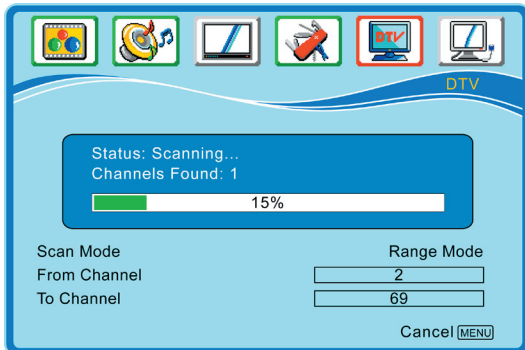 DTV
DTV
Status: Scanning...
Channels Found: 1
15%
Scan Mode Range Mode
From Channel 2
To Channel 69
Cancel MENU